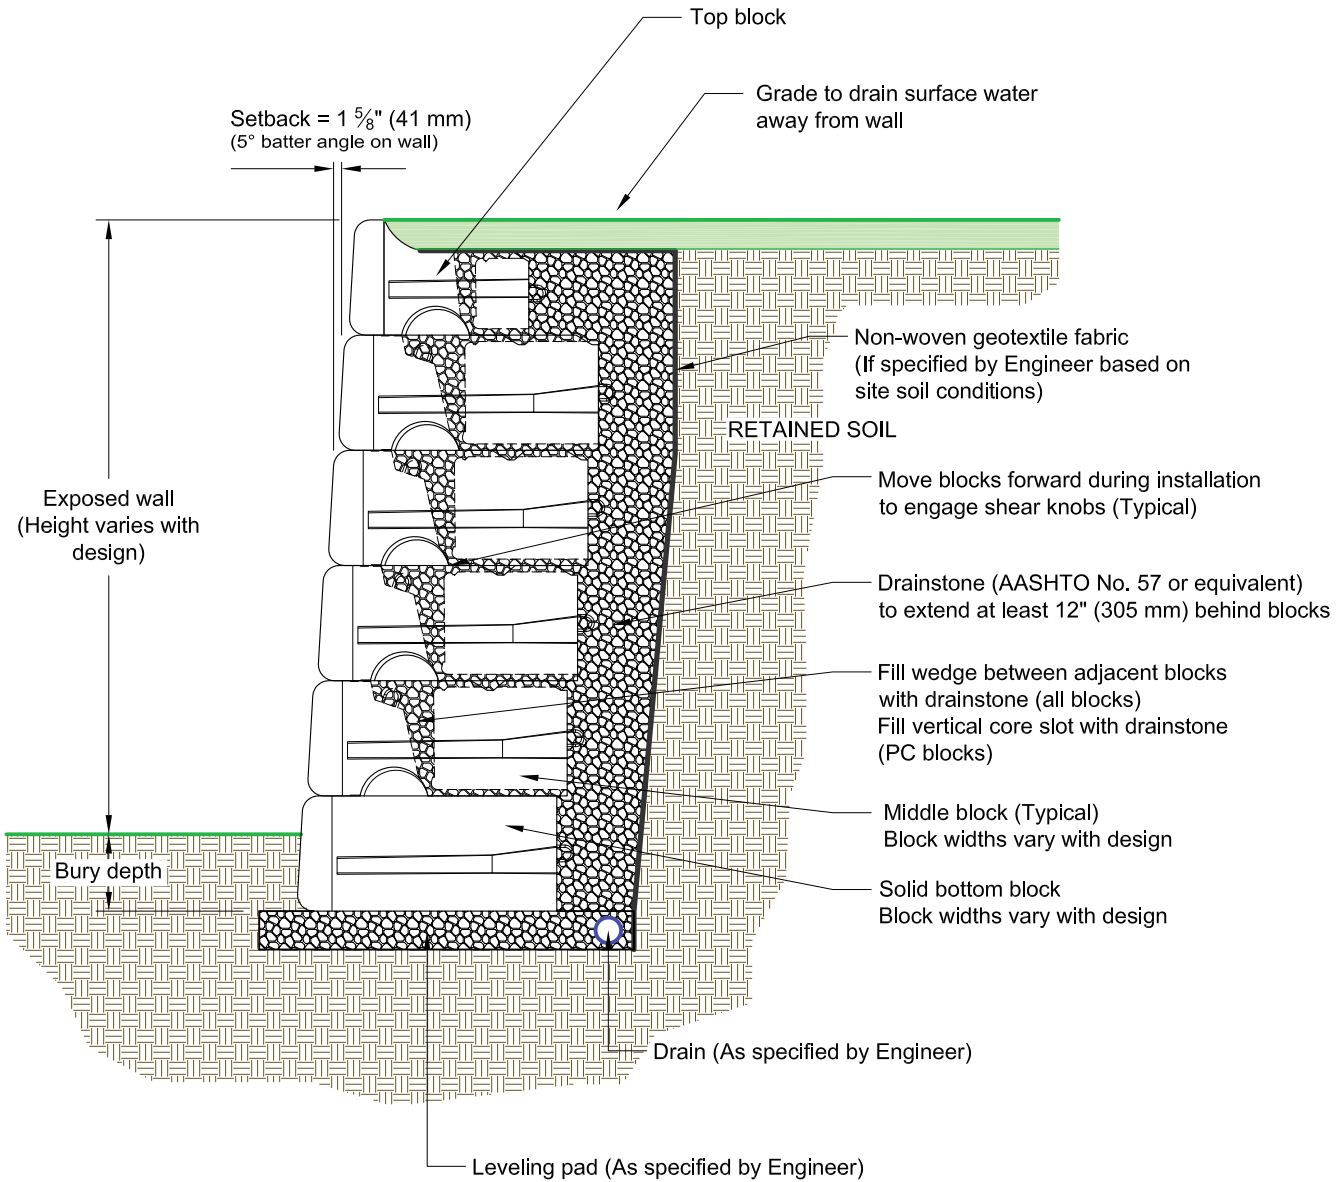 Top block
Grade to drain surface water
away from wall
Setback = 1 5⁄8" (41 mm)
(5° batter angle on wall)
Non-woven geotextile fabric
(If specified by Engineer based on
site soil conditions)
RETAINED SOIL
Move blocks forward during installation
to engage shear knobs (Typical)
Exposed wall
(Height varies with
design)
Drainstone (AASHTO No. 57 or equivalent)
to extend at least 12" (305 mm) behind blocks
Fill wedge between adjacent blocks
with drainstone (all blocks)
Fill vertical core slot with drainstone
(PC blocks)
Middle block (Typical)
Block widths vary with design
Bury depth
Solid bottom block
Block widths vary with design
Drain (As specified by Engineer)
Leveling pad (As specified by Engineer)